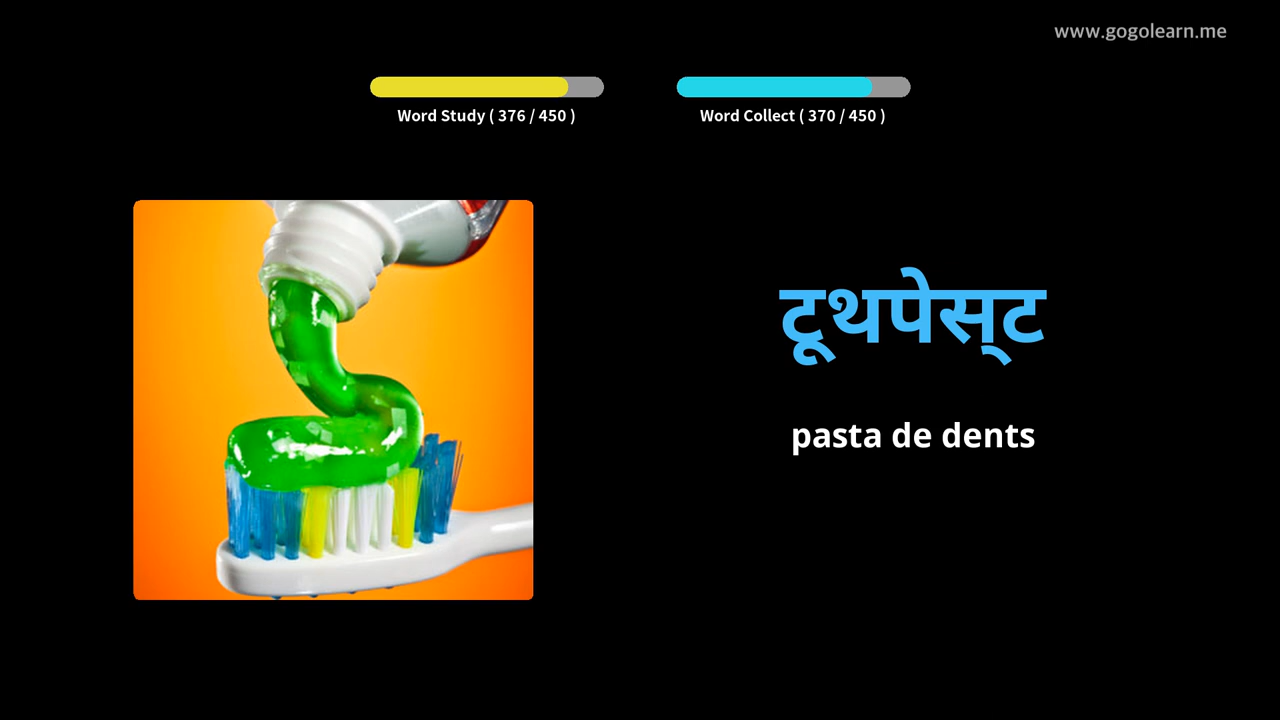 www.gogolearn.me
Word Study ( 376 / 450 )
Word Collect ( 370 / 450 )
टूथपेस्ट
pasta de dents